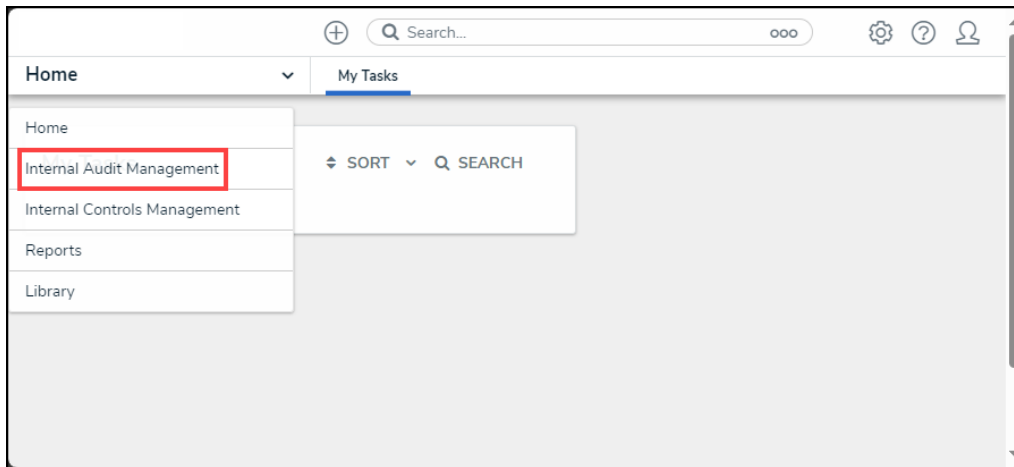 Search...
ooo
Home
My Tasks
Home
Internal Audit Management
SORT
SEARCH
Internal Controls Management
Reports
Library